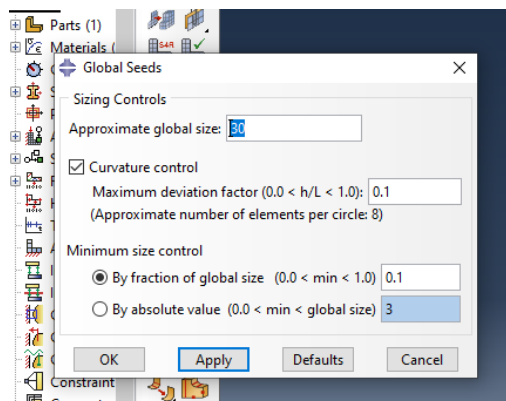 Parts (1)
Materials (
S4R
Global Seeds
Sizing Controls
Approximate global size: 30
Curvature control
Maximum deviation factor (0.0 < h/L < 1.0): 0.1
(Approximate number of elements per circle: 8)
Minimum size control
By fraction of global size (0.0 < min < 1.0) 0.1
By absolute value (0.0 < min < global size) 3
OK Apply Defaults Cancel
Constraint